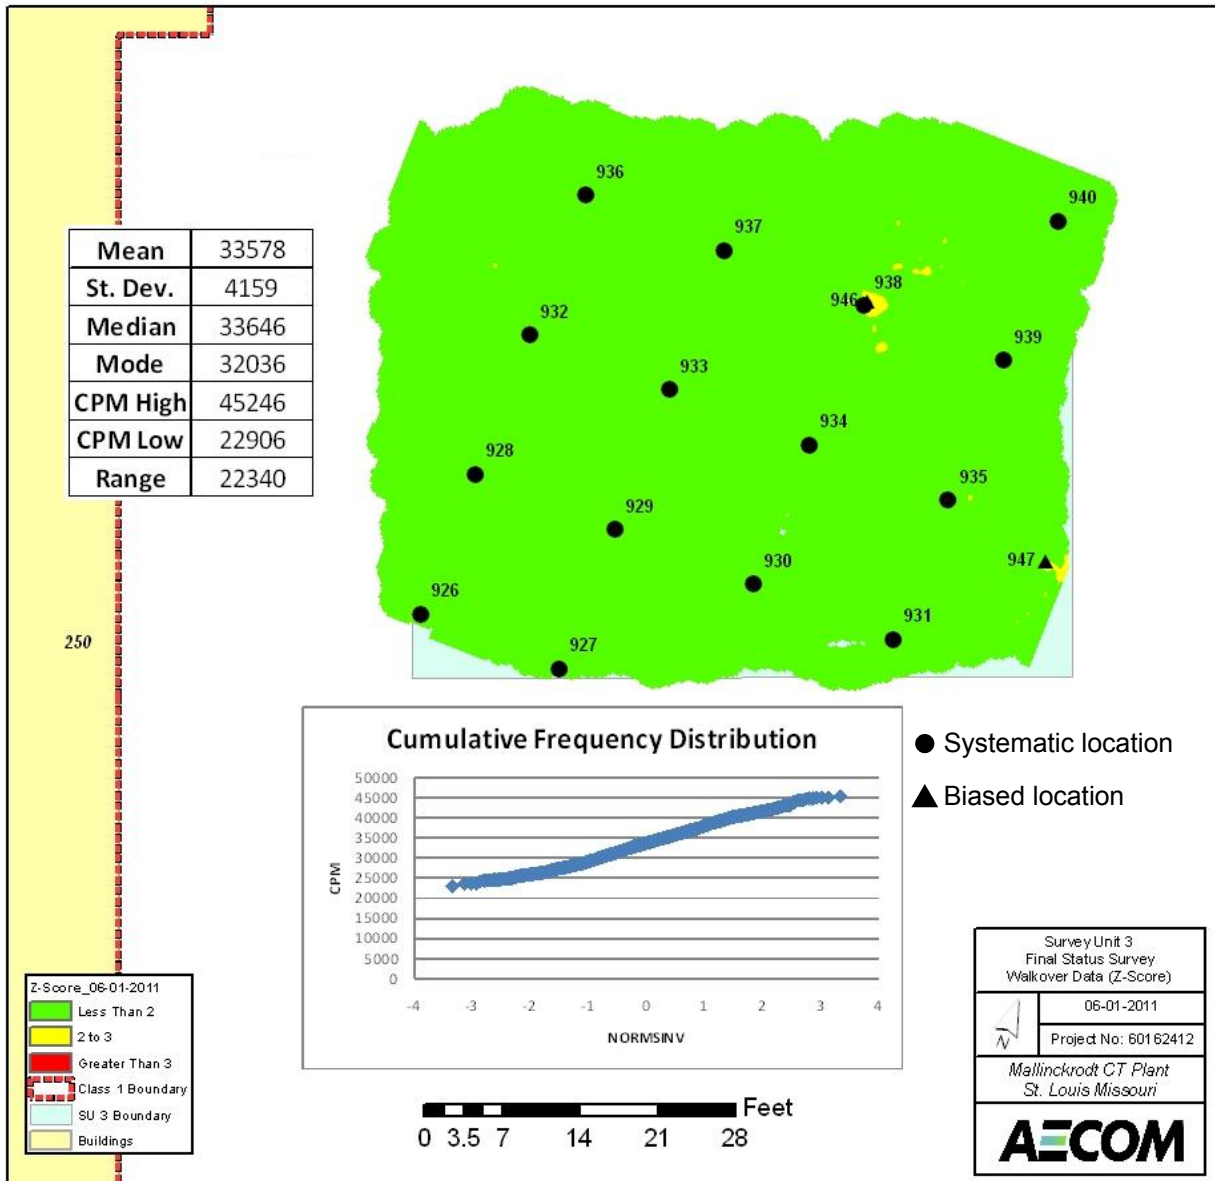 936
940
937
938
946
932
939
933
934
928
935
929
930
947
926
931
927
250
Mean 33578
St. Dev. 4159
Median 33646
Mode 32036
CPM High 45246
CPM Low 22906
Range 22340
Cumulative Frequency Distribution
50000
45000
40000
35000
30000
25000
20000
15000
10000
5000
0
CPM
-4 -3 -2 -1 0 1 2 3 4
NORMSINV
Systematic location
Biased location
Z-Score_06-01-2011
Less Than 2
2 to 3
Greater Than 3
Class 1 Boundary
SU 3 Boundary
Buildings
Feet
0 3.5 7 14 21 28
Survey Unit 3
Final Status Survey
Walkover Data (Z-Score)
N
06-01-2011
Project No: 60162412
Mallinckrodt CT Plant
St. Louis Missouri
AECOM